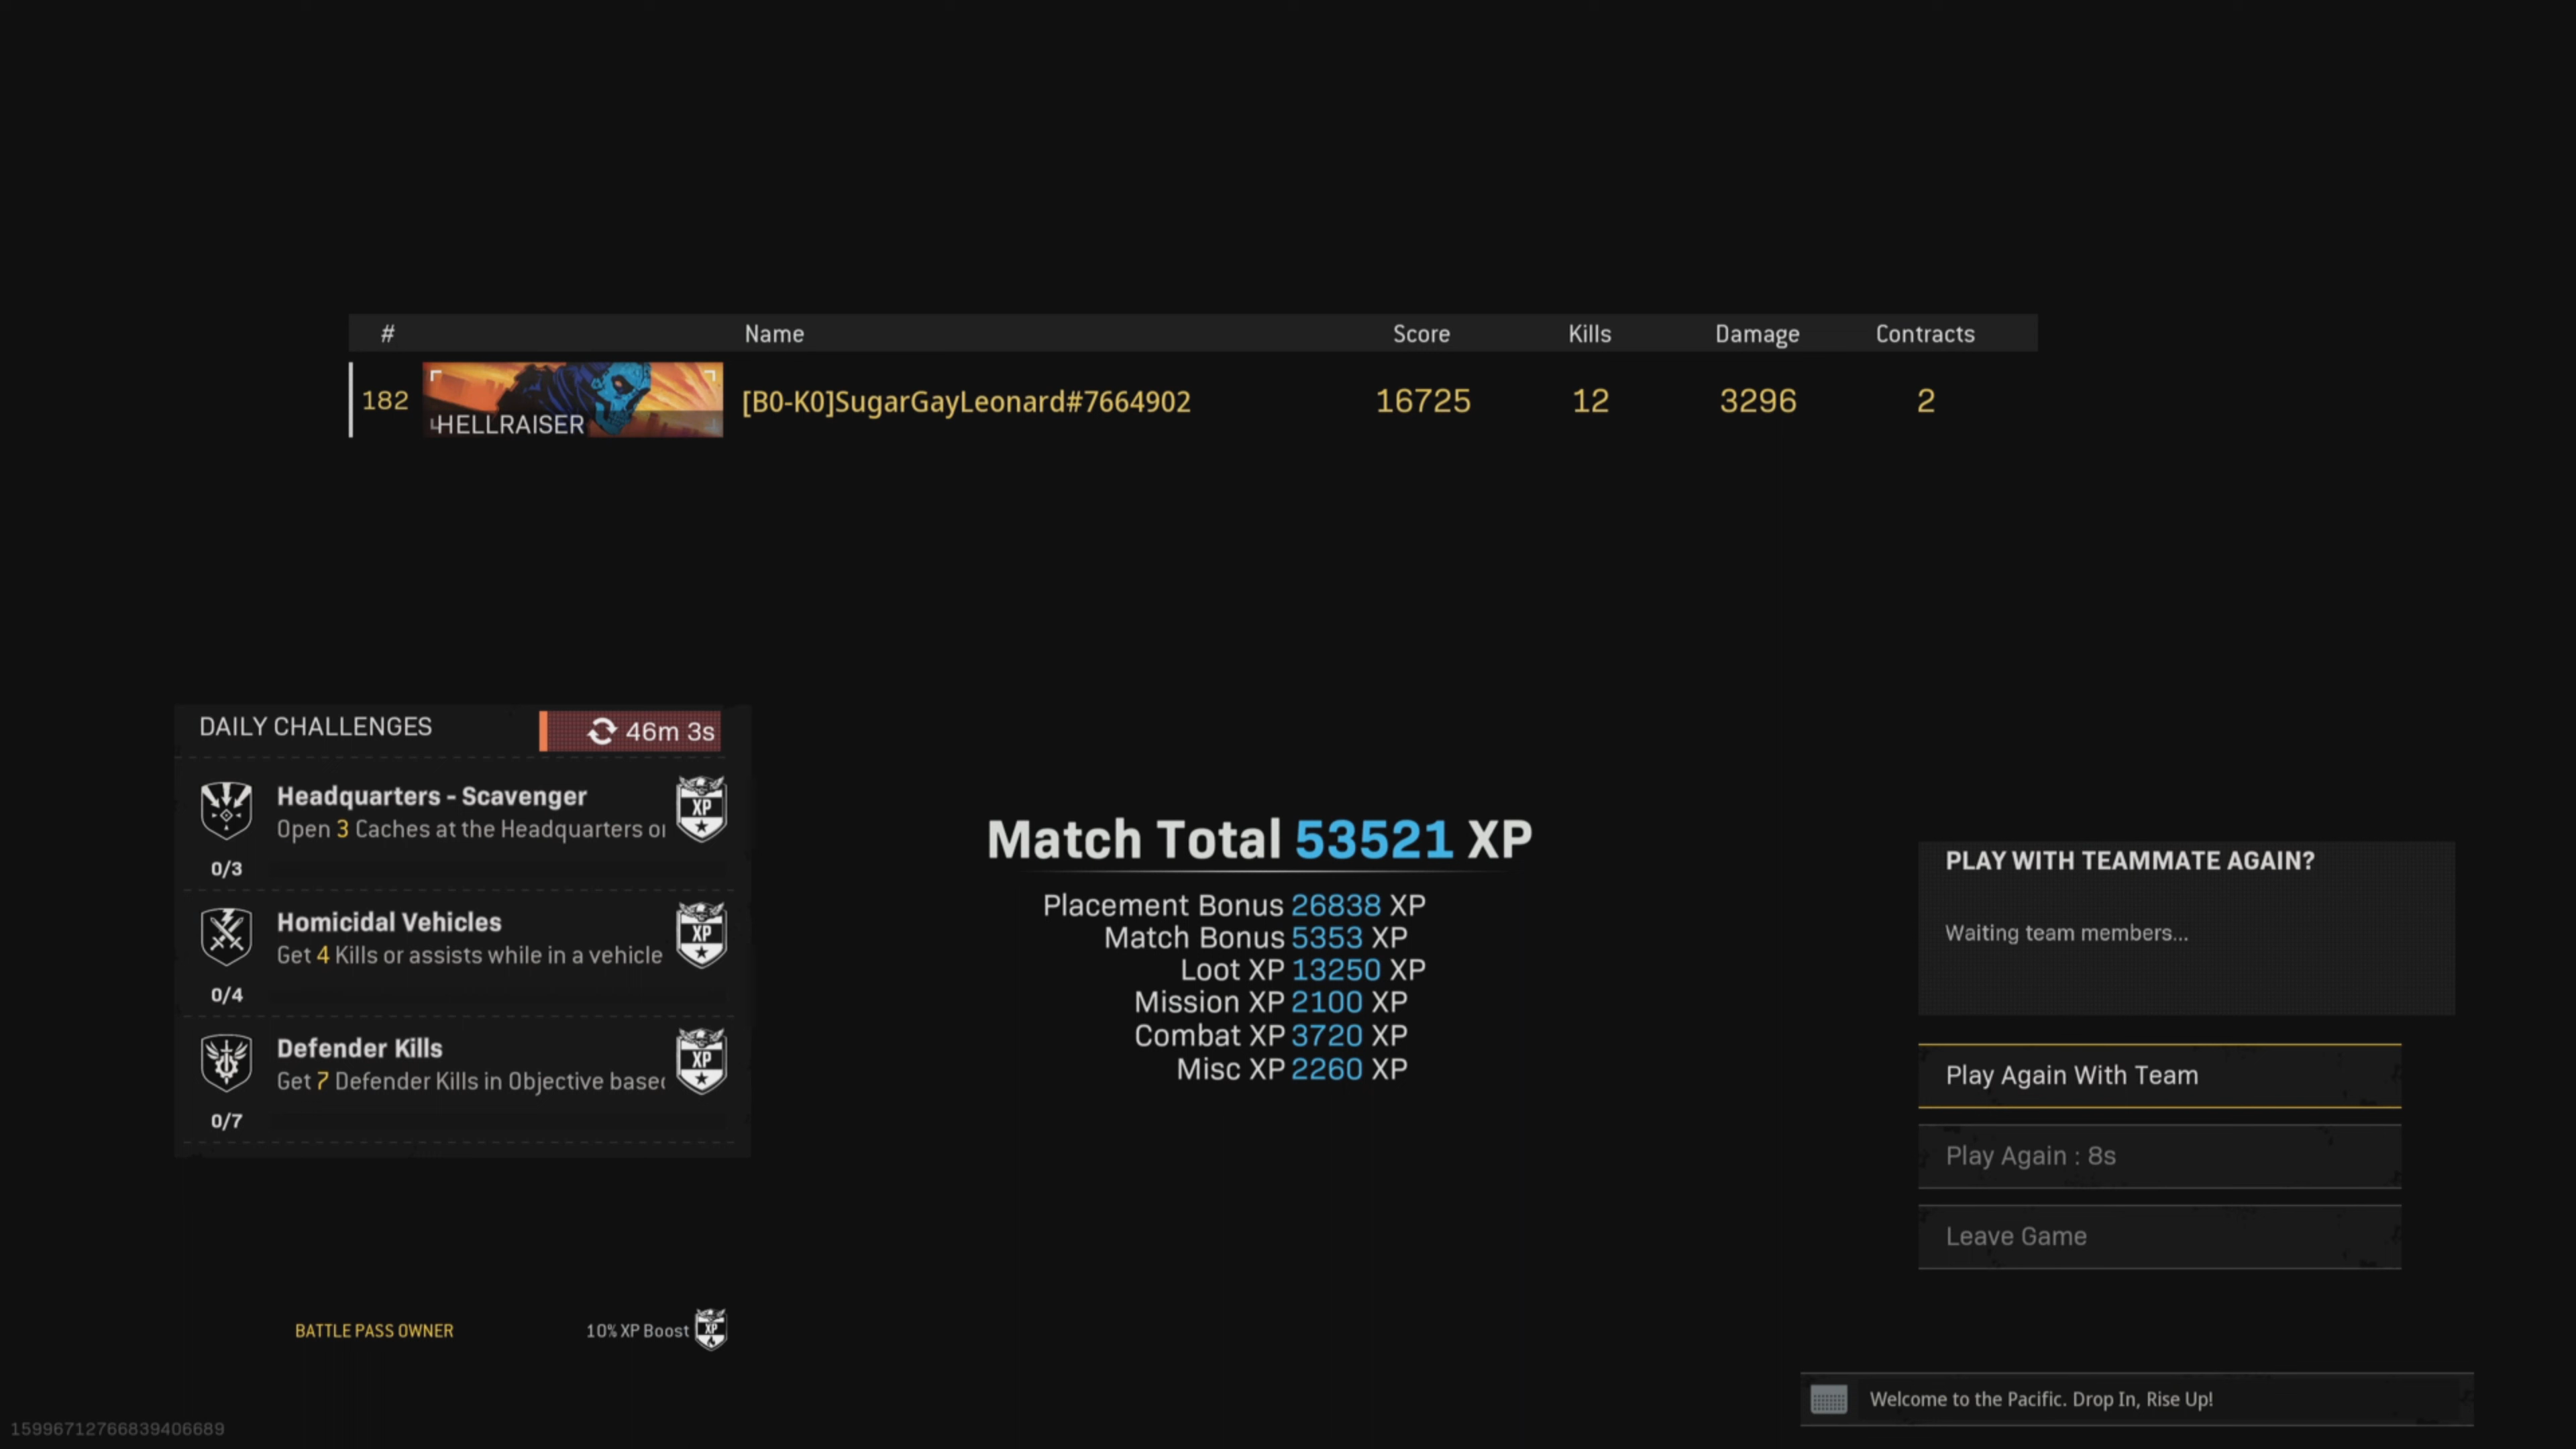 # Name Score Kills Damage Contracts
182 HELLRAISER [B0-K0]SugarGayLeonard#7664902 16725 12 3296 2
DAILY CHALLENGES 46m 3s
Headquarters - Scavenger
Open 3 Caches at the Headquarters or
XP
0/3
Homicidal Vehicles
Get 4 Kills or assists while in a vehicle
XP
0/4
Defender Kills
Get 7 Defender Kills in Objective based
XP
0/7
Match Total 53521 XP
Placement Bonus 26838 XP
Match Bonus 5353 XP
Loot XP 13250 XP
Mission XP 2100 XP
Combat XP 3720 XP
Misc XP 2260 XP
PLAY WITH TEAMMATE AGAIN?
Waiting team members...
Play Again With Team
Play Again : 8s
Leave Game
BATTLE PASS OWNER
10% XP Boost XP
Welcome to the Pacific. Drop In, Rise Up!
15996712766839406689